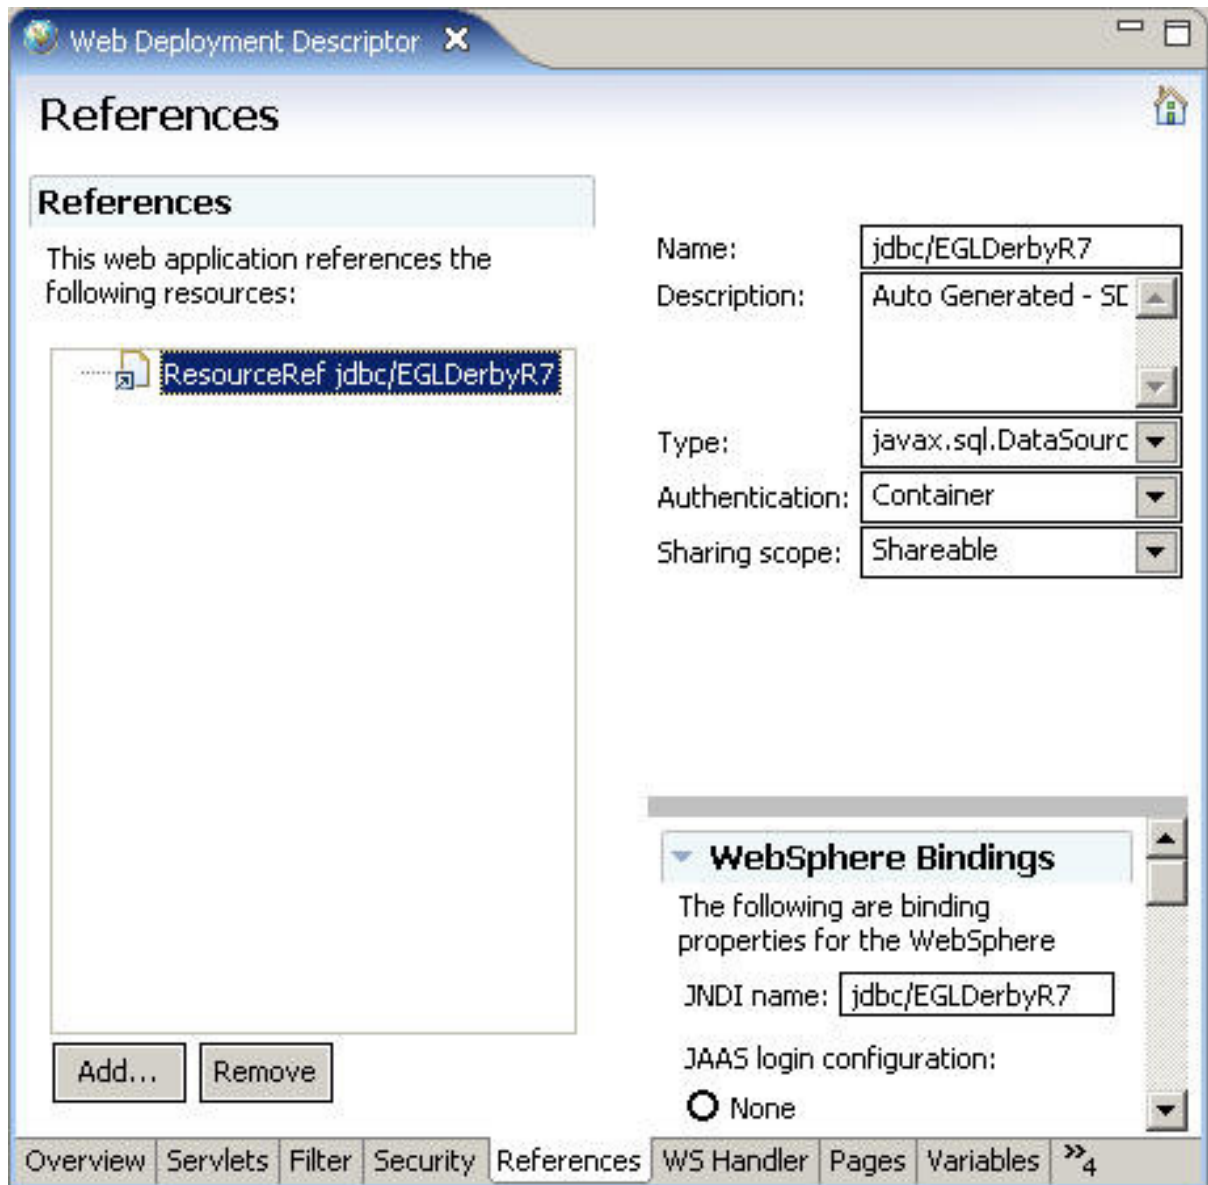 Web Deployment Descriptor
References
References
This web application references the
following resources:
ResourceRef jdbc/EGLDerbyR7
Add...
Remove
Name:
jdbc/EGLDerbyR7
Description:
Auto Generated - SD
Type:
javax.sql.DataSourc
Authentication:
Container
Sharing scope:
Shareable
WebSphere Bindings
The following are binding
properties for the WebSphere
JNDI name:
jdbc/EGLDerbyR7
JAAS login configuration:
None
Overview Servlets Filter Security References WS Handler Pages Variables »4